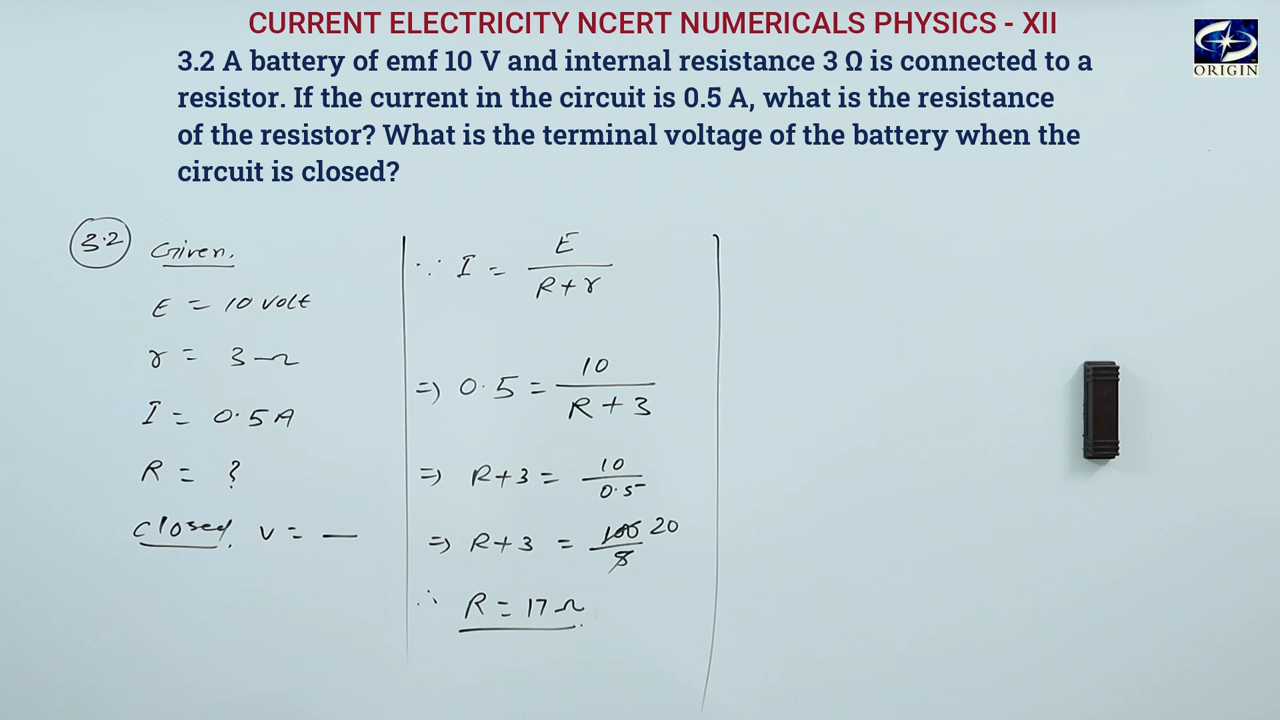 CURRENT ELECTRICITY NCERT NUMERICALS PHYSICS - XII
3.2 A battery of emf 10 V and internal resistance 3 Ω is connected to a
resistor. If the current in the circuit is 0.5 A, what is the resistance
of the resistor? What is the terminal voltage of the battery when the
circuit is closed?
ORIGIN
3.2 Given.
E = 10 volt
r = 3 Ω
I = 0.5 A
R = ?
closed. V = —
∵ I = E / R + r
⇒ 0.5 = 10 / R + 3
⇒ R + 3 = 10 / 0.5
⇒ R + 3 = 100 / 5 20
∴ R = 17 Ω.